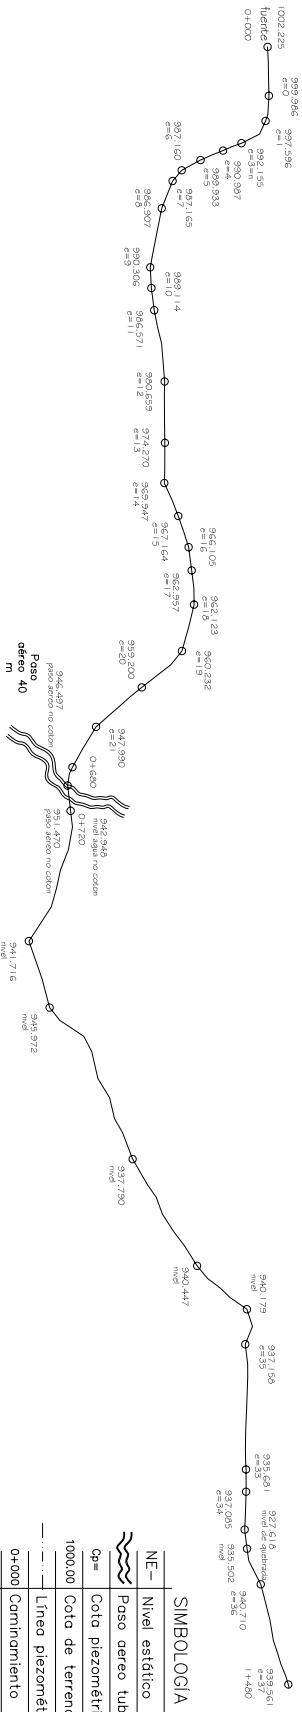 1002.225
fuente
0+000
999.986
e=0
997.596
e=1
992.155
e=3=n
990.987
e=4
989.933
e=5
987.160
e=6
987.165
e=7
986.907
e=8
990.306
e=9
989.114
e=10
986.571
e=11
980.659
e=12
974.270
e=13
969.947
e=14
967.164
e=15
966.105
e=16
962.957
e=17
962.123
e=18
960.232
e=19
959.200
e=20
947.990
e=21
0+680
946.497
paso aereo rio coton
Paso
aéreo 40
m
942.948
nivel agua rio coton
0+720
951.470
paso aereo rio coton
941.716
nivel
945.972
nivel
937.790
nivel
940.447
nivel
940.179
nivel
937.158
e=35
935.681
e=33
937.085
e=34
927.618
nivel de quebrada
935.502
nivel
940.710
e=36
939.561
e=37
1+480
SIMBOLOGÍA
NE– Nivel estático
Paso aereo tub
Cp= Cota piezométri
1000.00 Cota de terren
Línea piezomét
0+000 Caminamiento